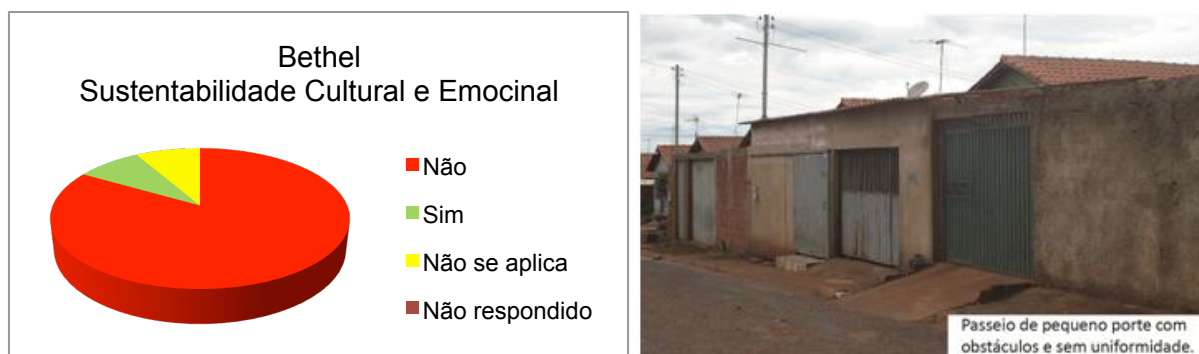 Bethel
Sustentabilidade Cultural e Emocinal
Não
Sim
Não se aplica
Não respondido
Passeio de pequeno porte com
obstáculos e sem uniformidade.